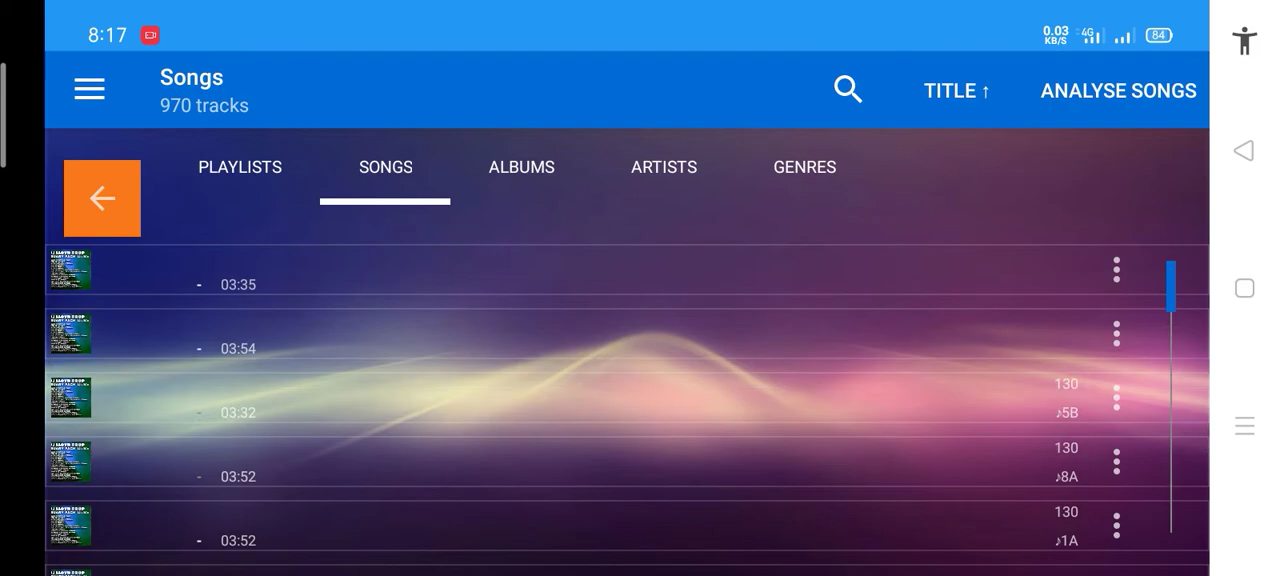 8:17
0.03 KB/S 4G 84
Songs
970 tracks
TITLE ↑
ANALYSE SONGS
PLAYLISTS SONGS ALBUMS ARTISTS GENRES
- 03:35
- 03:54
130
- 03:32 ♪5B
130
- 03:52 ♪8A
130
- 03:52 ♪1A